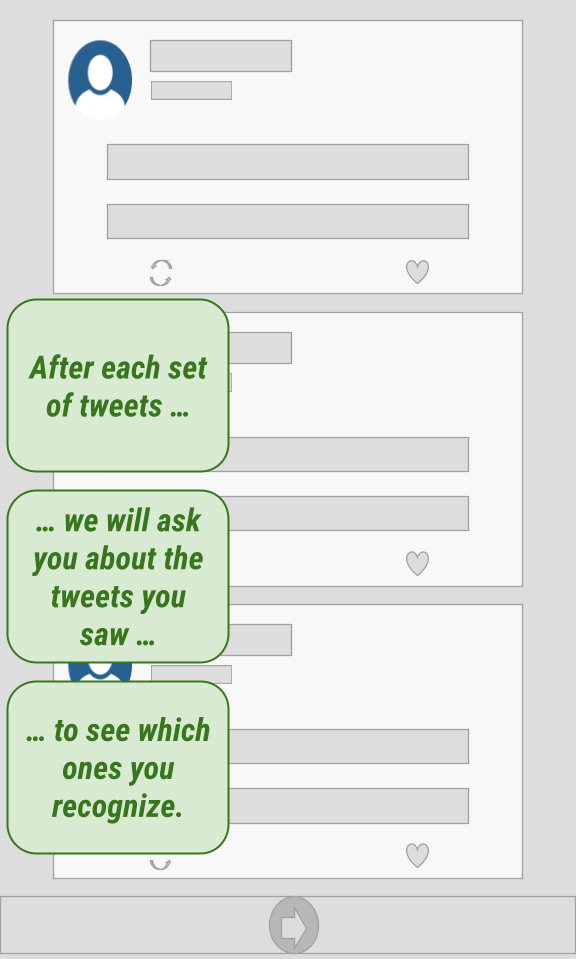 After each set
of tweets …
… we will ask
you about the
tweets you
saw …
… to see which
ones you
recognize.